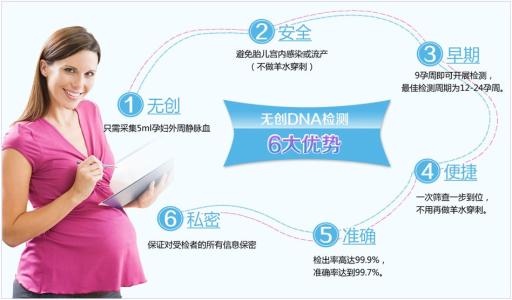 无创DNA检测
6大优势
1 无创
只需采集5ml孕妇外周静脉血
2 安全
避免胎儿宫内感染或流产
（不做羊水穿刺）
3 早期
9孕周即可开展检测，
最佳检测周期为12-24孕周。
4 便捷
一次筛查一步到位，
不用再做羊水穿刺。
5 准确
检出率高达99.9%，
准确率达到99.7%。
6 私密
保证对受检者的所有信息保密